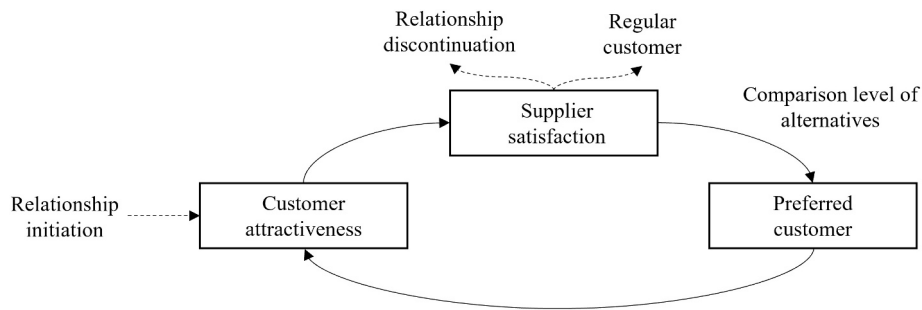 Relationship
discontinuation
Regular
customer
Supplier
satisfaction
Comparison level of
alternatives
Relationship
initiation
Customer
attractiveness
Preferred
customer